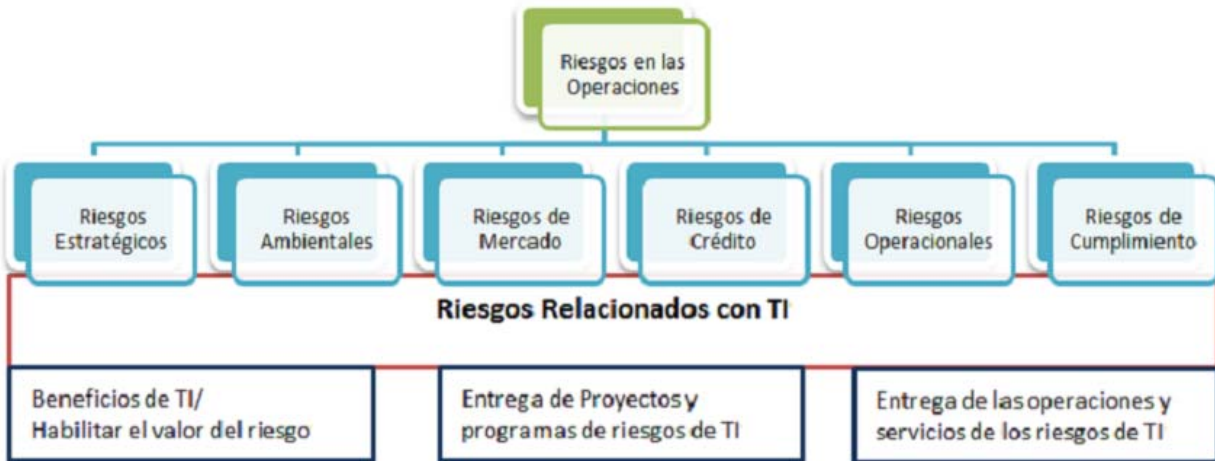 Riesgos en las
Operaciones
Riesgos
Estratégicos
Riesgos
Ambientales
Riesgos de
Mercado
Riesgos de
Crédito
Riesgos
Operacionales
Riesgos de
Cumplimiento
Riesgos Relacionados con TI
Beneficios de TI/
Habilitar el valor del riesgo
Entrega de Proyectos y
programas de riesgos de TI
Entrega de las operaciones y
servicios de los riesgos de TI